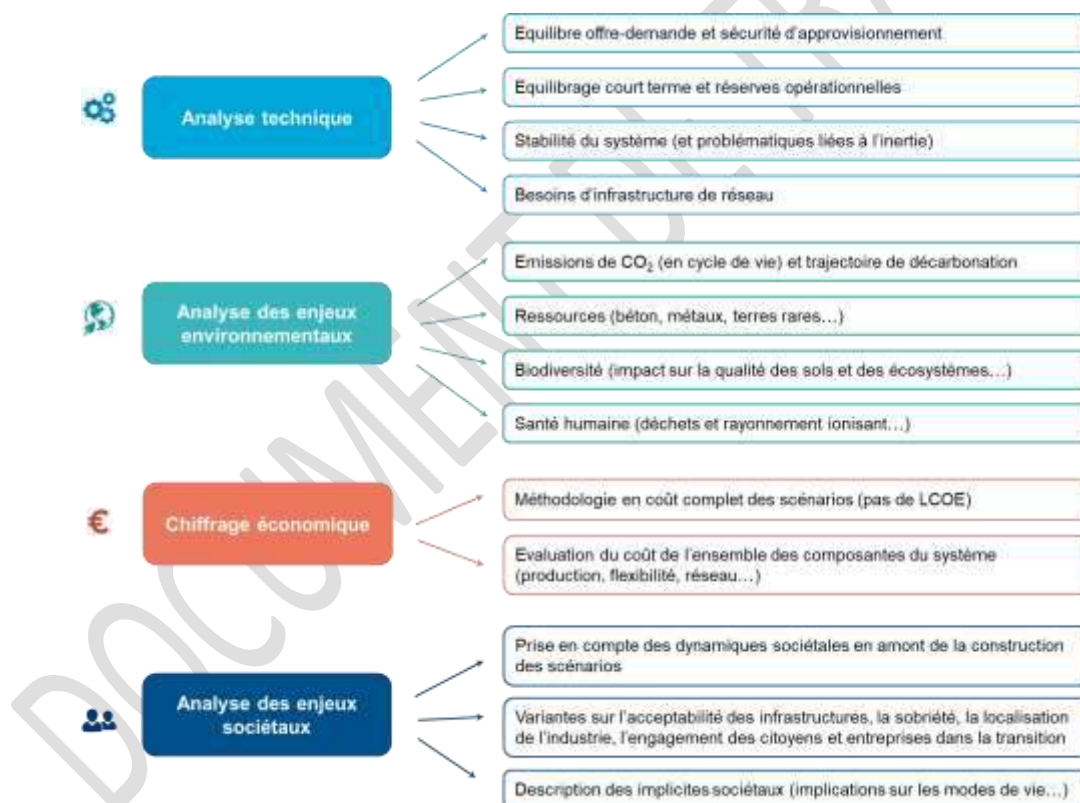 Equilibre offre-demande et sécurité d'approvisionnement
Equilibrage court terme et réserves opérationnelles
Analyse technique
Stabilité du système (et problématiques liées à l'inertie)
Besoins d'infrastructure de réseau
Emissions de CO₂ (en cycle de vie) et trajectoire de décarbonation
Analyse des enjeux
environnementaux
Ressources (béton, métaux, terres rares…)
Biodiversité (impact sur la qualité des sols et des écosystèmes…)
Santé humaine (déchets et rayonnement ionisant…)
€
Chiffrage économique
Méthodologie en coût complet des scénarios (pas de LCOE)
Evaluation du coût de l'ensemble des composantes du système
(production, flexibilité, réseau…)
Analyse des enjeux
sociétaux
Prise en compte des dynamiques sociétales en amont de la construction
des scénarios
Variantes sur l'acceptabilité des infrastructures, la sobriété, la localisation
de l'industrie, l'engagement des citoyens et entreprises dans la transition
Description des implicites sociétaux (implications sur les modes de vie…)
DOCUMENT DE TRA